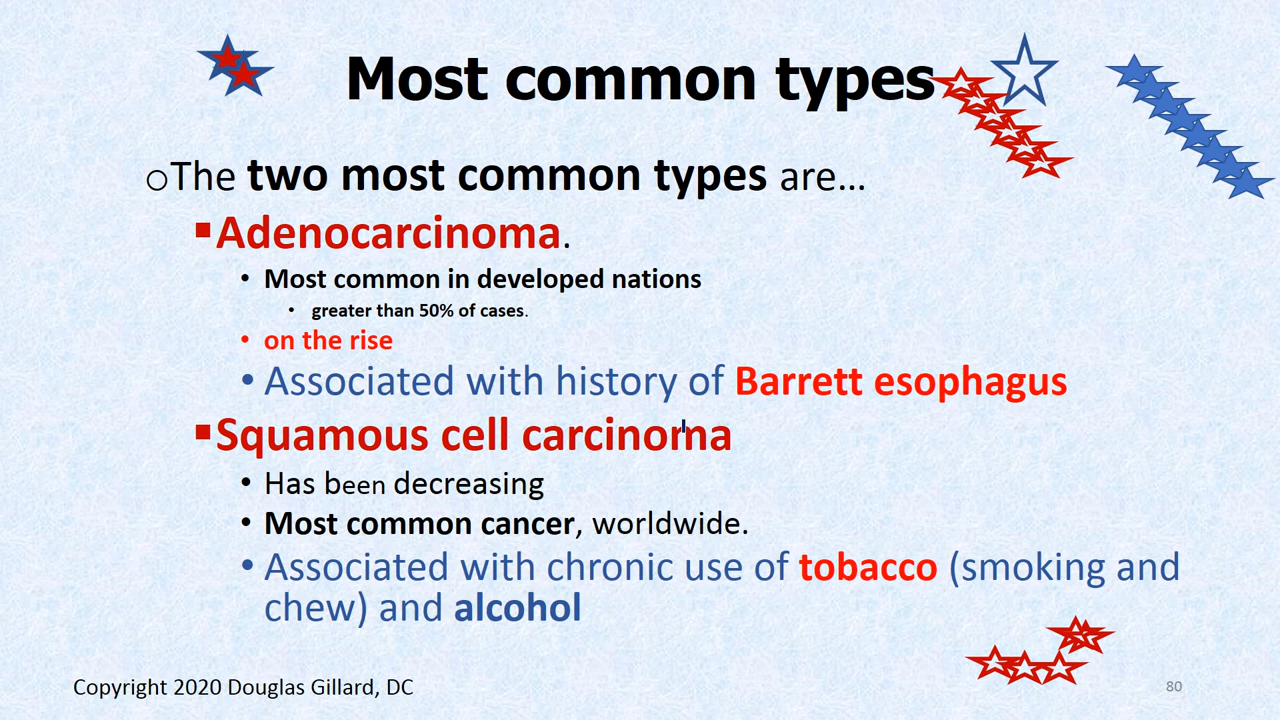 Most common types
oThe two most common types are…
▪Adenocarcinoma.
• Most common in developed nations
• greater than 50% of cases.
• on the rise
• Associated with history of Barrett esophagus
▪Squamous cell carcinoma
• Has been decreasing
• Most common cancer, worldwide.
• Associated with chronic use of tobacco (smoking and
chew) and alcohol
Copyright 2020 Douglas Gillard, DC
80